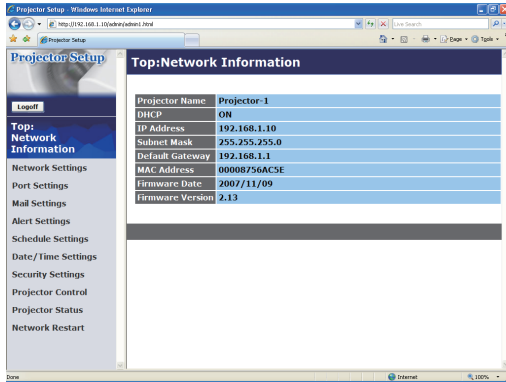 Projector Setup - Windows Internet Explorer
http://192.168.1.10/admin/admin1.html
Live Search
Projector Setup
Page
Tools
Projector Setup
Logoff
Top:
Network
Information
Network Settings
Port Settings
Mail Settings
Alert Settings
Schedule Settings
Date/Time Settings
Security Settings
Projector Control
Projector Status
Network Restart
Top:Network Information
Projector Name Projector-1
DHCP ON
IP Address 192.168.1.10
Subnet Mask 255.255.255.0
Default Gateway 192.168.1.1
MAC Address 00008756AC5E
Firmware Date 2007/11/09
Firmware Version 2.13
Done
Internet
100%